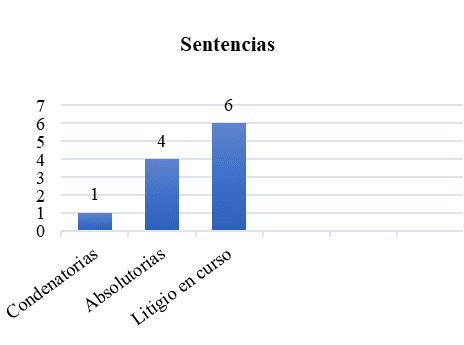 Sentencias
7
6
5
4
3
2
1
0
1
4
6
Condenatorias
Absolutorias
Litigio en curso